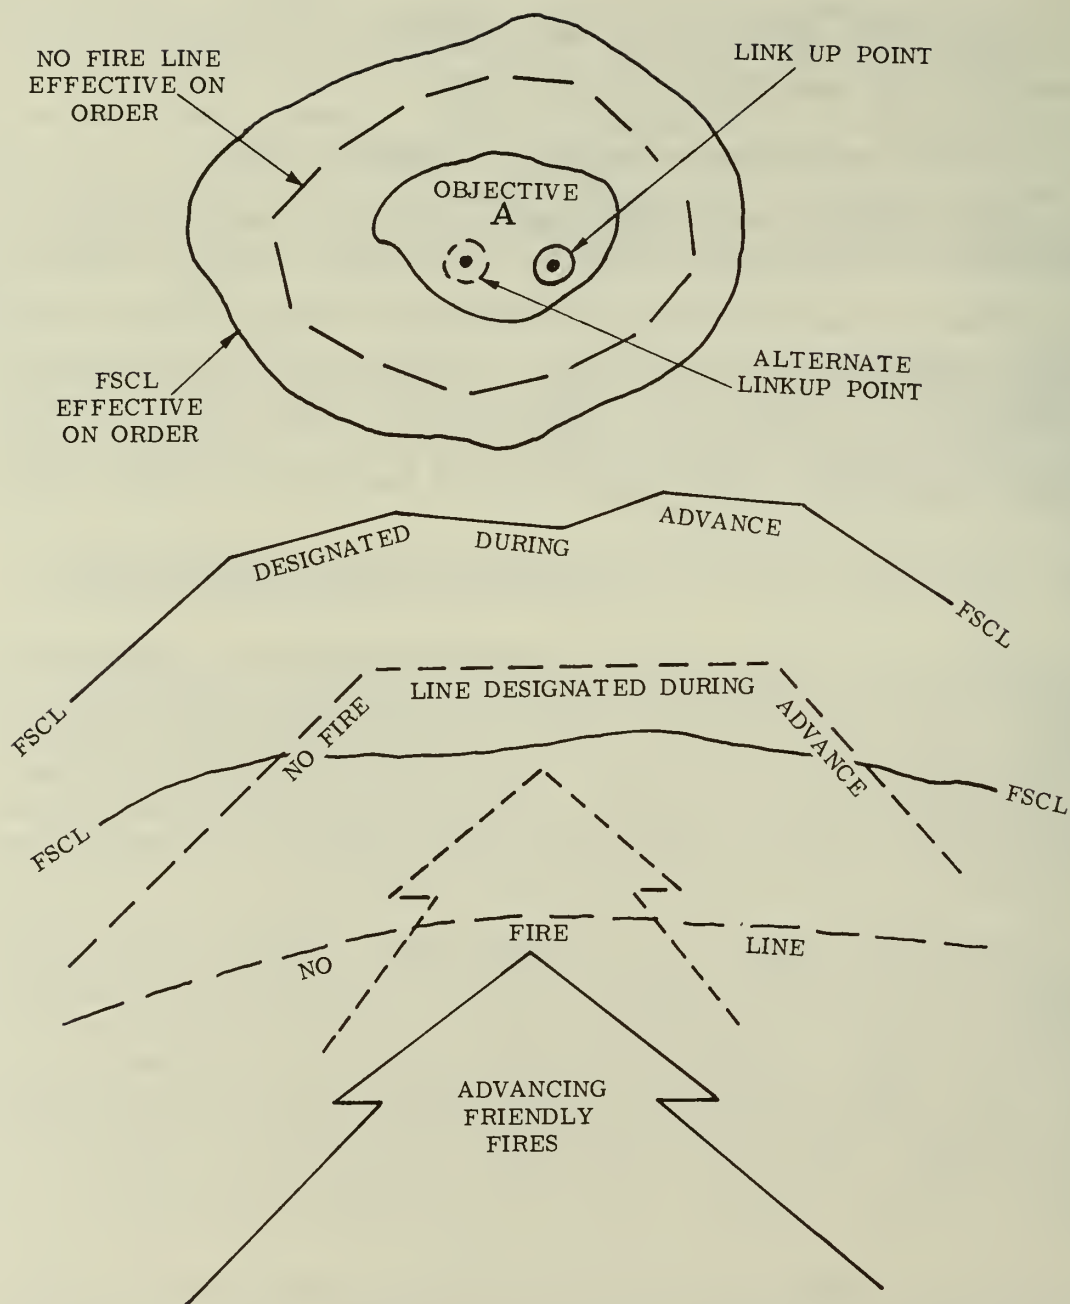 NO FIRE LINE
EFFECTIVE ON
ORDER
LINK UP POINT
OBJECTIVE
A
ALTERNATE
LINKUP POINT
FSCL
EFFECTIVE
ON ORDER
DESIGNATED DURING ADVANCE
FSCL
FSCL
NO FIRE LINE DESIGNATED DURING ADVANCE
FSCL
FSCL
NO FIRE LINE
ADVANCING
FRIENDLY
FIRES